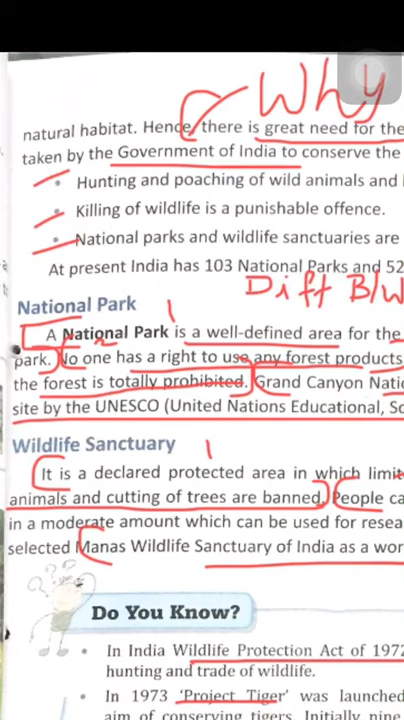 Why
natural habitat. Hence, there is great need for the
taken by the Government of India to conserve the
• Hunting and poaching of wild animals and
• Killing of wildlife is a punishable offence.
• National parks and wildlife sanctuaries are
At present India has 103 National Parks and 52
Diff B/W
National Park
1
A National Park is a well-defined area for the
2
park. No one has a right to use any forest products
the forest is totally prohibited. Grand Canyon Natio
site by the UNESCO (United Nations Educational, Sc
Wildlife Sanctuary
1
It is a declared protected area in which limit
animals and cutting of trees are banned. People ca
in a moderate amount which can be used for resea
selected Manas Wildlife Sanctuary of India as a wor
Do You Know?
• In India Wildlife Protection Act of 1972
hunting and trade of wildlife.
• In 1973 'Project Tiger' was launched
aim of conserving tigers. Initially nine